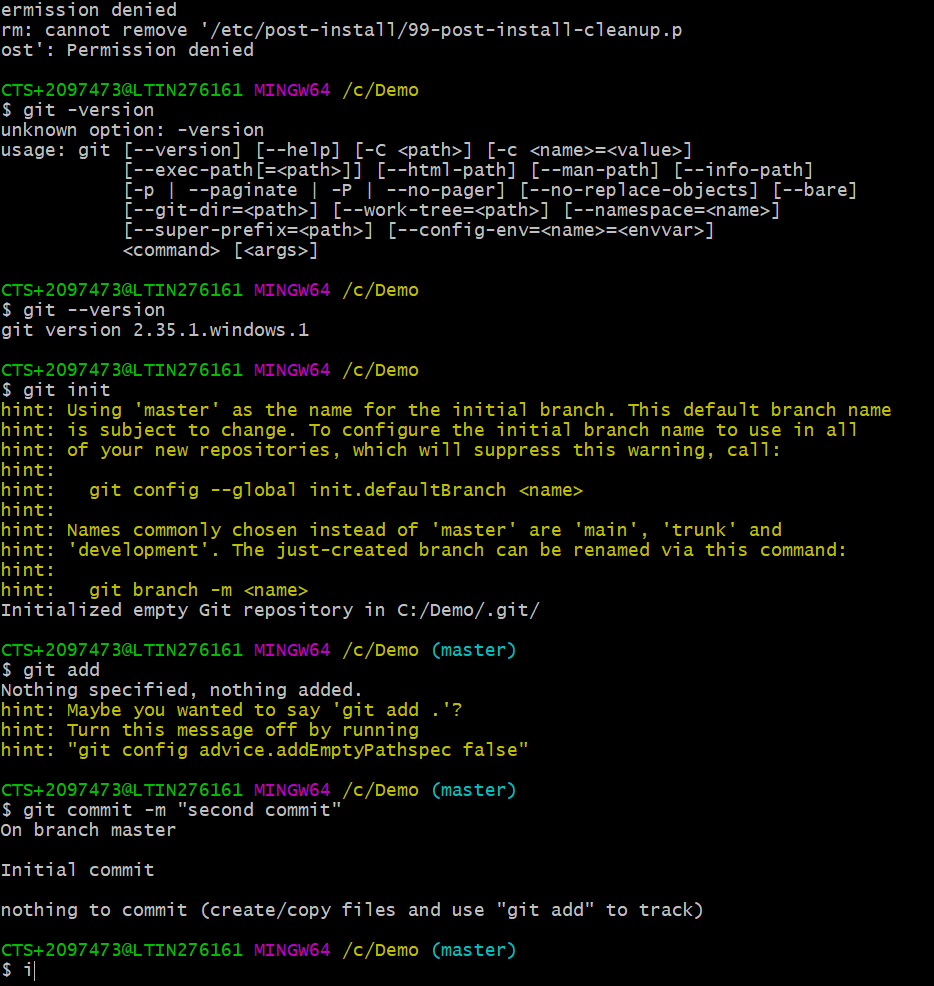 ermission denied
rm: cannot remove '/etc/post-install/99-post-install-cleanup.p
ost': Permission denied

CTS+2097473@LTIN276161 MINGW64 /c/Demo
$ git -version
unknown option: -version
usage: git [--version] [--help] [-C <path>] [-c <name>=<value>]
           [--exec-path[=<path>]] [--html-path] [--man-path] [--info-path]
           [-p | --paginate | -P | --no-pager] [--no-replace-objects] [--bare]
           [--git-dir=<path>] [--work-tree=<path>] [--namespace=<name>]
           [--super-prefix=<path>] [--config-env=<name>=<envvar>]
           <command> [<args>]

CTS+2097473@LTIN276161 MINGW64 /c/Demo
$ git --version
git version 2.35.1.windows.1

CTS+2097473@LTIN276161 MINGW64 /c/Demo
$ git init
hint: Using 'master' as the name for the initial branch. This default branch name
hint: is subject to change. To configure the initial branch name to use in all
hint: of your new repositories, which will suppress this warning, call:
hint:
hint:   git config --global init.defaultBranch <name>
hint:
hint: Names commonly chosen instead of 'master' are 'main', 'trunk' and
hint: 'development'. The just-created branch can be renamed via this command:
hint:
hint:   git branch -m <name>
Initialized empty Git repository in C:/Demo/.git/

CTS+2097473@LTIN276161 MINGW64 /c/Demo (master)
$ git add
Nothing specified, nothing added.
hint: Maybe you wanted to say 'git add .'?
hint: Turn this message off by running
hint: "git config advice.addEmptyPathspec false"

CTS+2097473@LTIN276161 MINGW64 /c/Demo (master)
$ git commit -m "second commit"
On branch master

Initial commit

nothing to commit (create/copy files and use "git add" to track)

CTS+2097473@LTIN276161 MINGW64 /c/Demo (master)
$ i